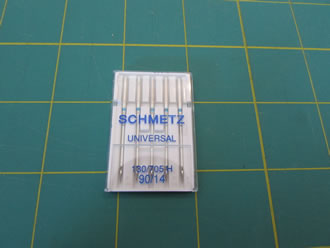 SCHMETZ
UNIVERSAL
130/705 H
90/14